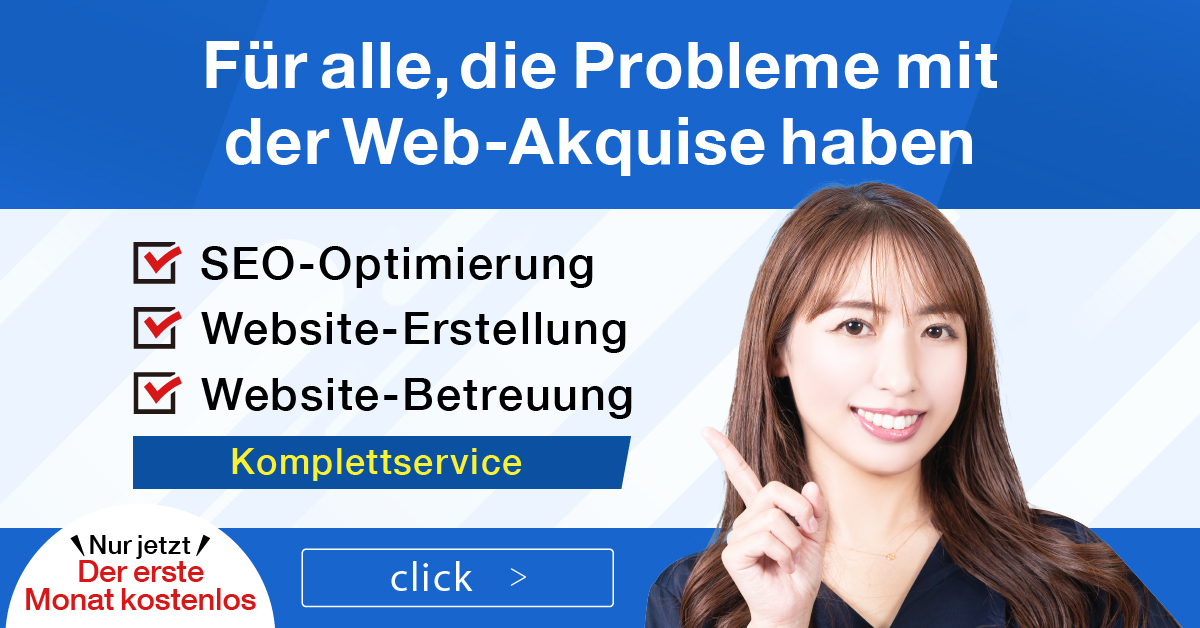 Für alle, die Probleme mit
der Web-Akquise haben
SEO-Optimierung
Website-Erstellung
Website-Betreuung
Komplettservice
Nur jetzt
Der erste
Monat kostenlos
click >